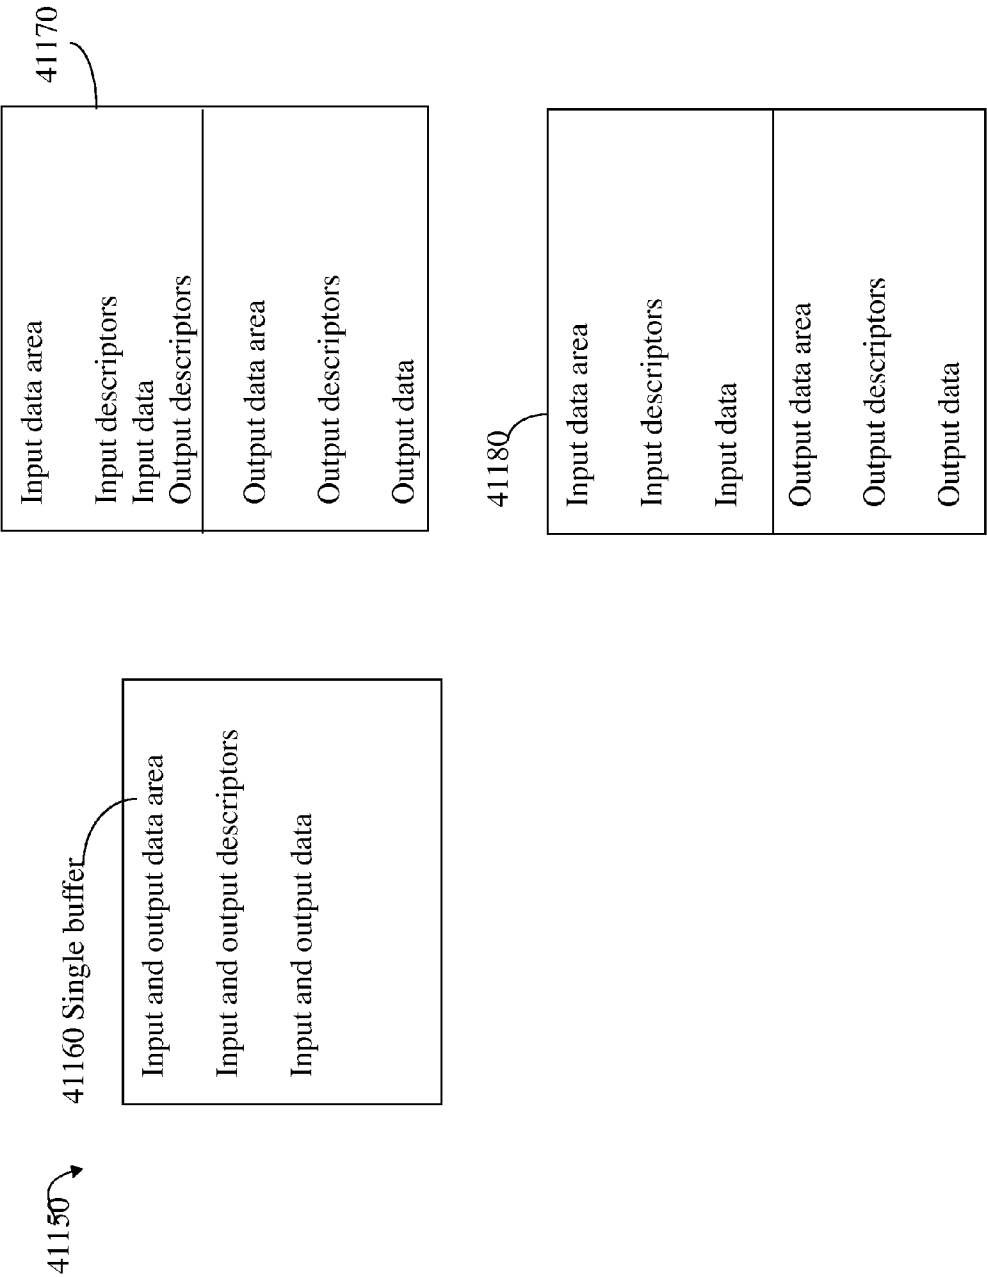 41150
41160 Single buffer
Input and output data area
Input and output descriptors
Input and output data
41170
Input data area
Input descriptors
Input data
Output descriptors
Output data area
Output descriptors
Output data
41180
Input data area
Input descriptors
Input data
Output data area
Output descriptors
Output data